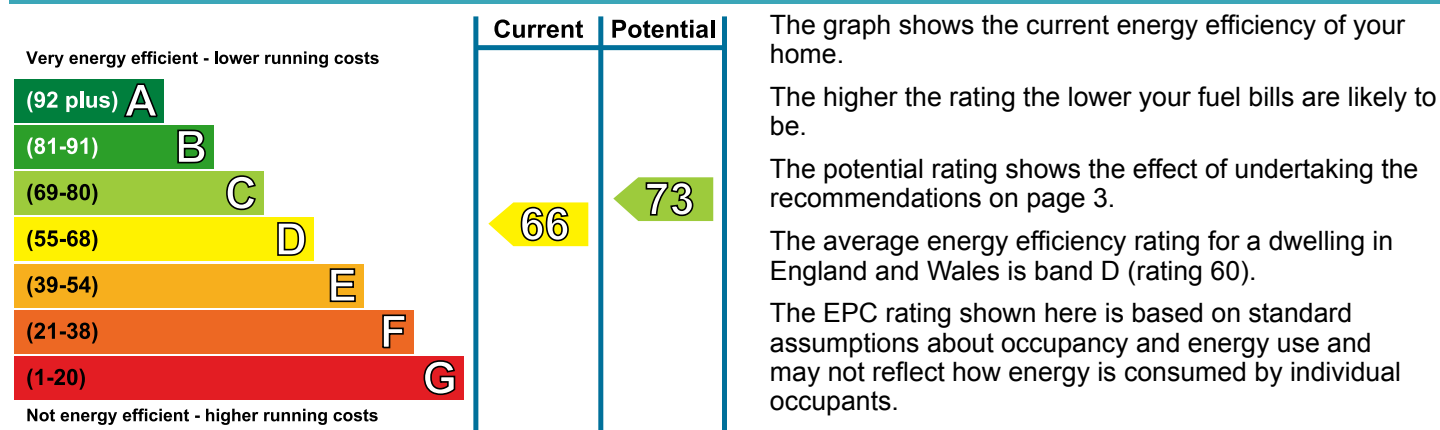 Current Potential
Very energy efficient - lower running costs
(92 plus) A
(81-91) B
(69-80) C
(55-68) D
(39-54) E
(21-38) F
(1-20) G
Not energy efficient - higher running costs
66
73
The graph shows the current energy efficiency of your
home.
The higher the rating the lower your fuel bills are likely to
be.
The potential rating shows the effect of undertaking the
recommendations on page 3.
The average energy efficiency rating for a dwelling in
England and Wales is band D (rating 60).
The EPC rating shown here is based on standard
assumptions about occupancy and energy use and
may not reflect how energy is consumed by individual
occupants.